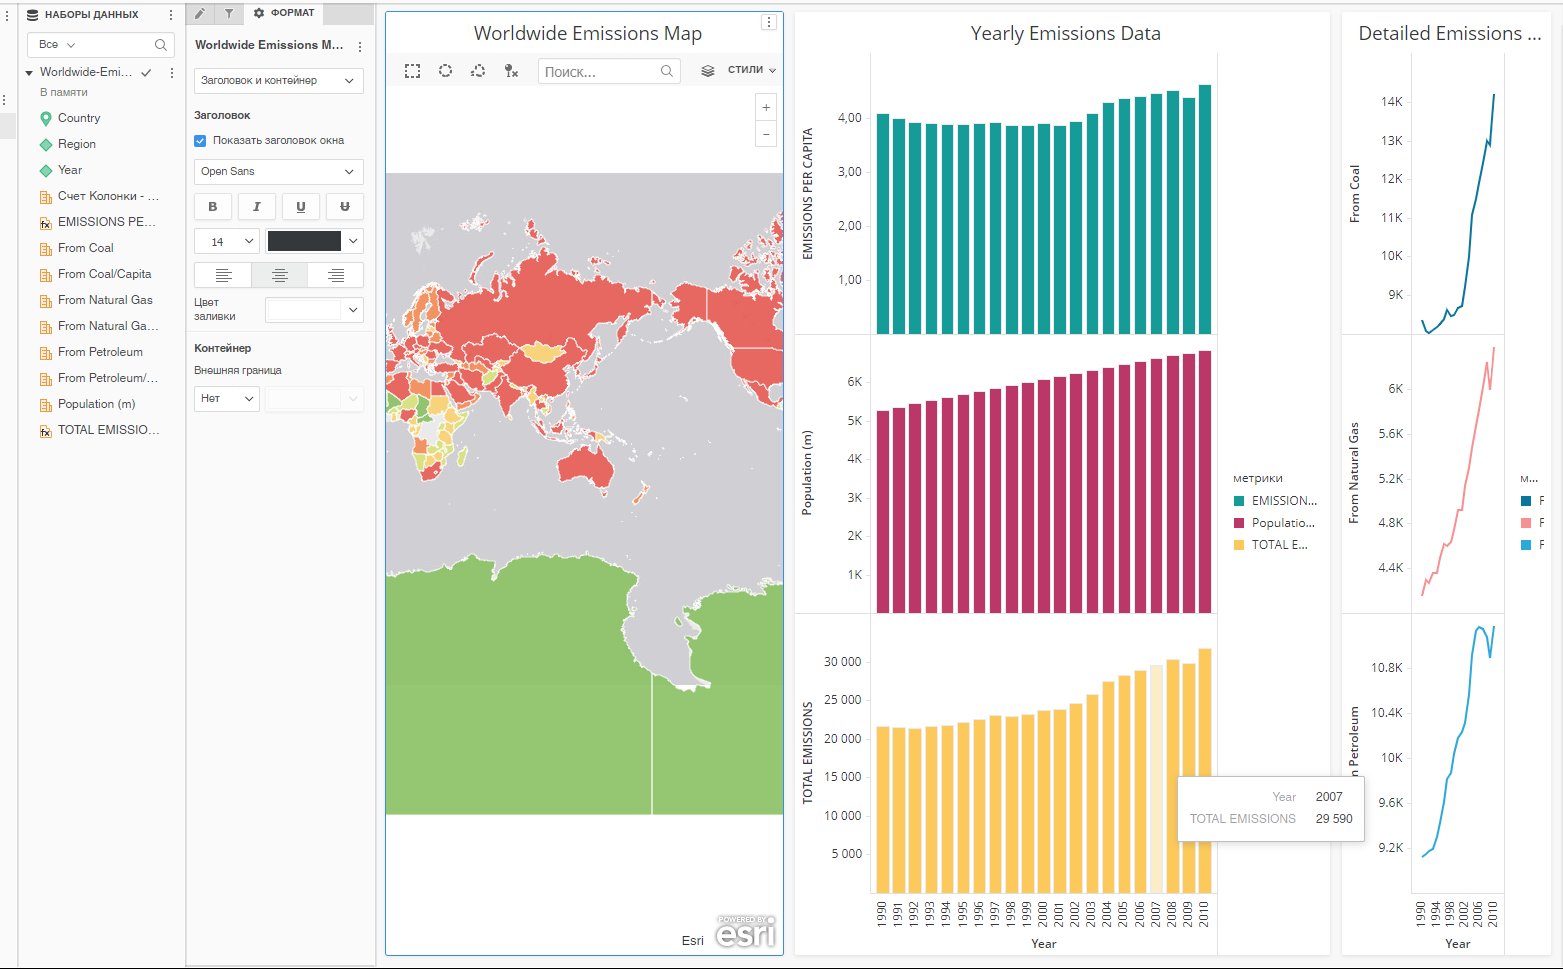 НАБОРЫ ДАННЫХ
Все
Worldwide-Emi...
В памяти
Country
Region
Year
Счет Колонки - ...
EMISSIONS PE...
From Coal
From Coal/Capita
From Natural Gas
From Natural Ga...
From Petroleum
From Petroleum/...
Population (m)
TOTAL EMISSIO...
ФОРМАТ
Worldwide Emissions M...
Заголовок и контейнер
Заголовок
Показать заголовок окна
Open Sans
B I U U
14
Цвет
заливки
Контейнер
Внешняя граница
Нет
Worldwide Emissions Map
Поиск...
СТИЛИ
+
−
POWERED BY
esri
Esri
Yearly Emissions Data
EMISSIONS PER CAPITA
4,00
3,00
2,00
1,00
Population (m)
6K
5K
4K
3K
2K
1K
TOTAL EMISSIONS
30 000
25 000
20 000
15 000
10 000
5 000
1990 1991 1992 1993 1994 1995 1996 1997 1998 1999 2000 2001 2002 2003 2004 2005 2006 2007 2008 2009 2010
Year
метрики
EMISSION...
Populatio...
TOTAL E...
Year 2007
TOTAL EMISSIONS 29 590
Detailed Emissions ...
From Coal
14K
13K
12K
11K
10K
9K
From Natural Gas
6K
5.6K
5.2K
4.8K
4.4K
m Petroleum
10.8K
10.4K
10K
9.6K
9.2K
1990 1994 1998 2002 2006 2010
Year
м...
F
F
F